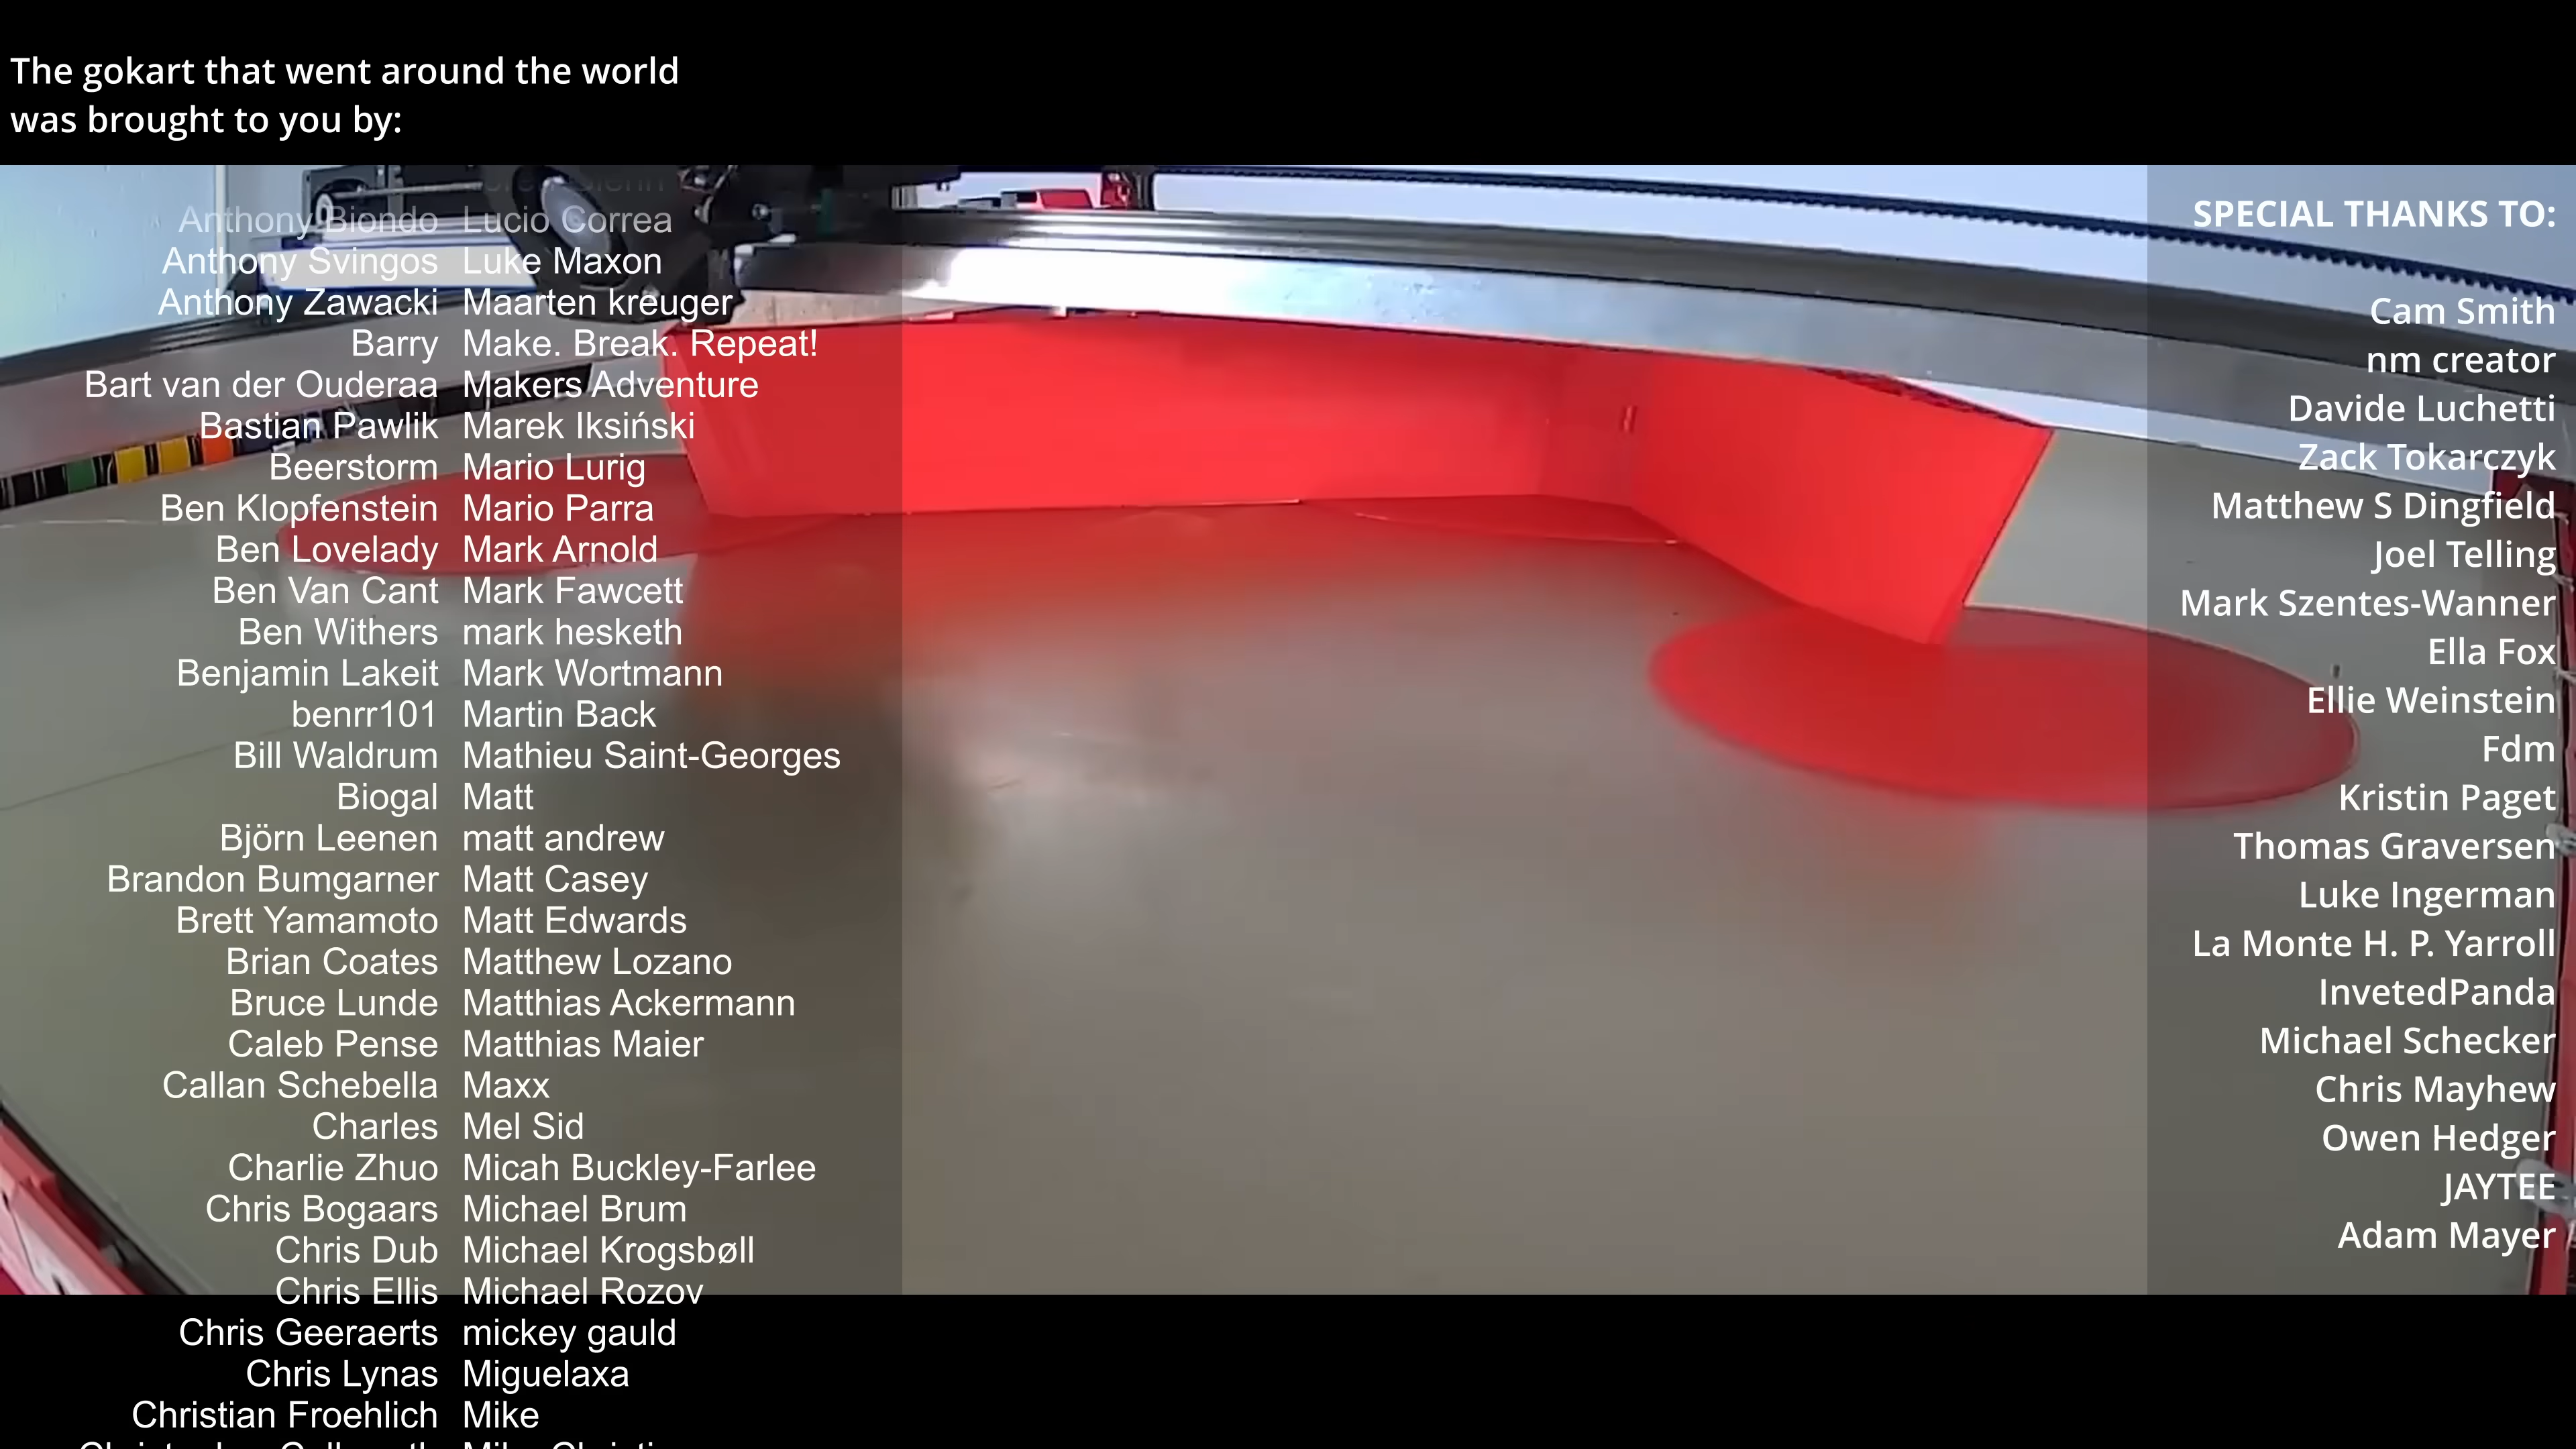 The gokart that went around the world
was brought to you by:
Anthony Biondo Lucio Correa
Anthony Svingos Luke Maxon
Anthony Zawacki Maarten kreuger
Barry Make. Break. Repeat!
Bart van der Ouderaa Makers Adventure
Bastian Pawlik Marek Iksiński
Beerstorm Mario Lurig
Ben Klopfenstein Mario Parra
Ben Lovelady Mark Arnold
Ben Van Cant Mark Fawcett
Ben Withers mark hesketh
Benjamin Lakeit Mark Wortmann
benrr101 Martin Back
Bill Waldrum Mathieu Saint-Georges
Biogal Matt
Björn Leenen matt andrew
Brandon Bumgarner Matt Casey
Brett Yamamoto Matt Edwards
Brian Coates Matthew Lozano
Bruce Lunde Matthias Ackermann
Caleb Pense Matthias Maier
Callan Schebella Maxx
Charles Mel Sid
Charlie Zhuo Micah Buckley-Farlee
Chris Bogaars Michael Brum
Chris Dub Michael Krogsbøll
Chris Ellis Michael Rozov
Chris Geeraerts mickey gauld
Chris Lynas Miguelaxa
Christian Froehlich Mike
SPECIAL THANKS TO:
Cam Smith
nm creator
Davide Luchetti
Zack Tokarczyk
Matthew S Dingfield
Joel Telling
Mark Szentes-Wanner
Ella Fox
Ellie Weinstein
Fdm
Kristin Paget
Thomas Graversen
Luke Ingerman
La Monte H. P. Yarroll
InvetedPanda
Michael Schecker
Chris Mayhew
Owen Hedger
JAYTEE
Adam Mayer